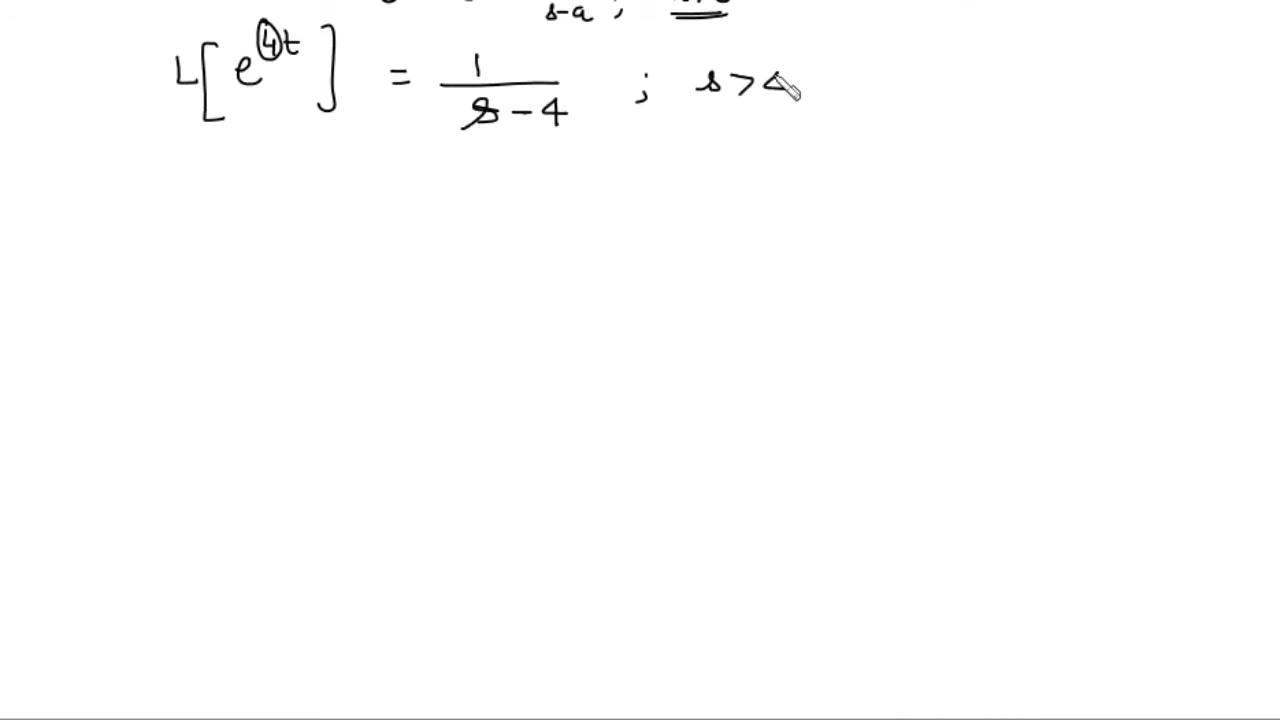 s-a ;
L[e^{4t}] = 1/(s-4) ; s>4